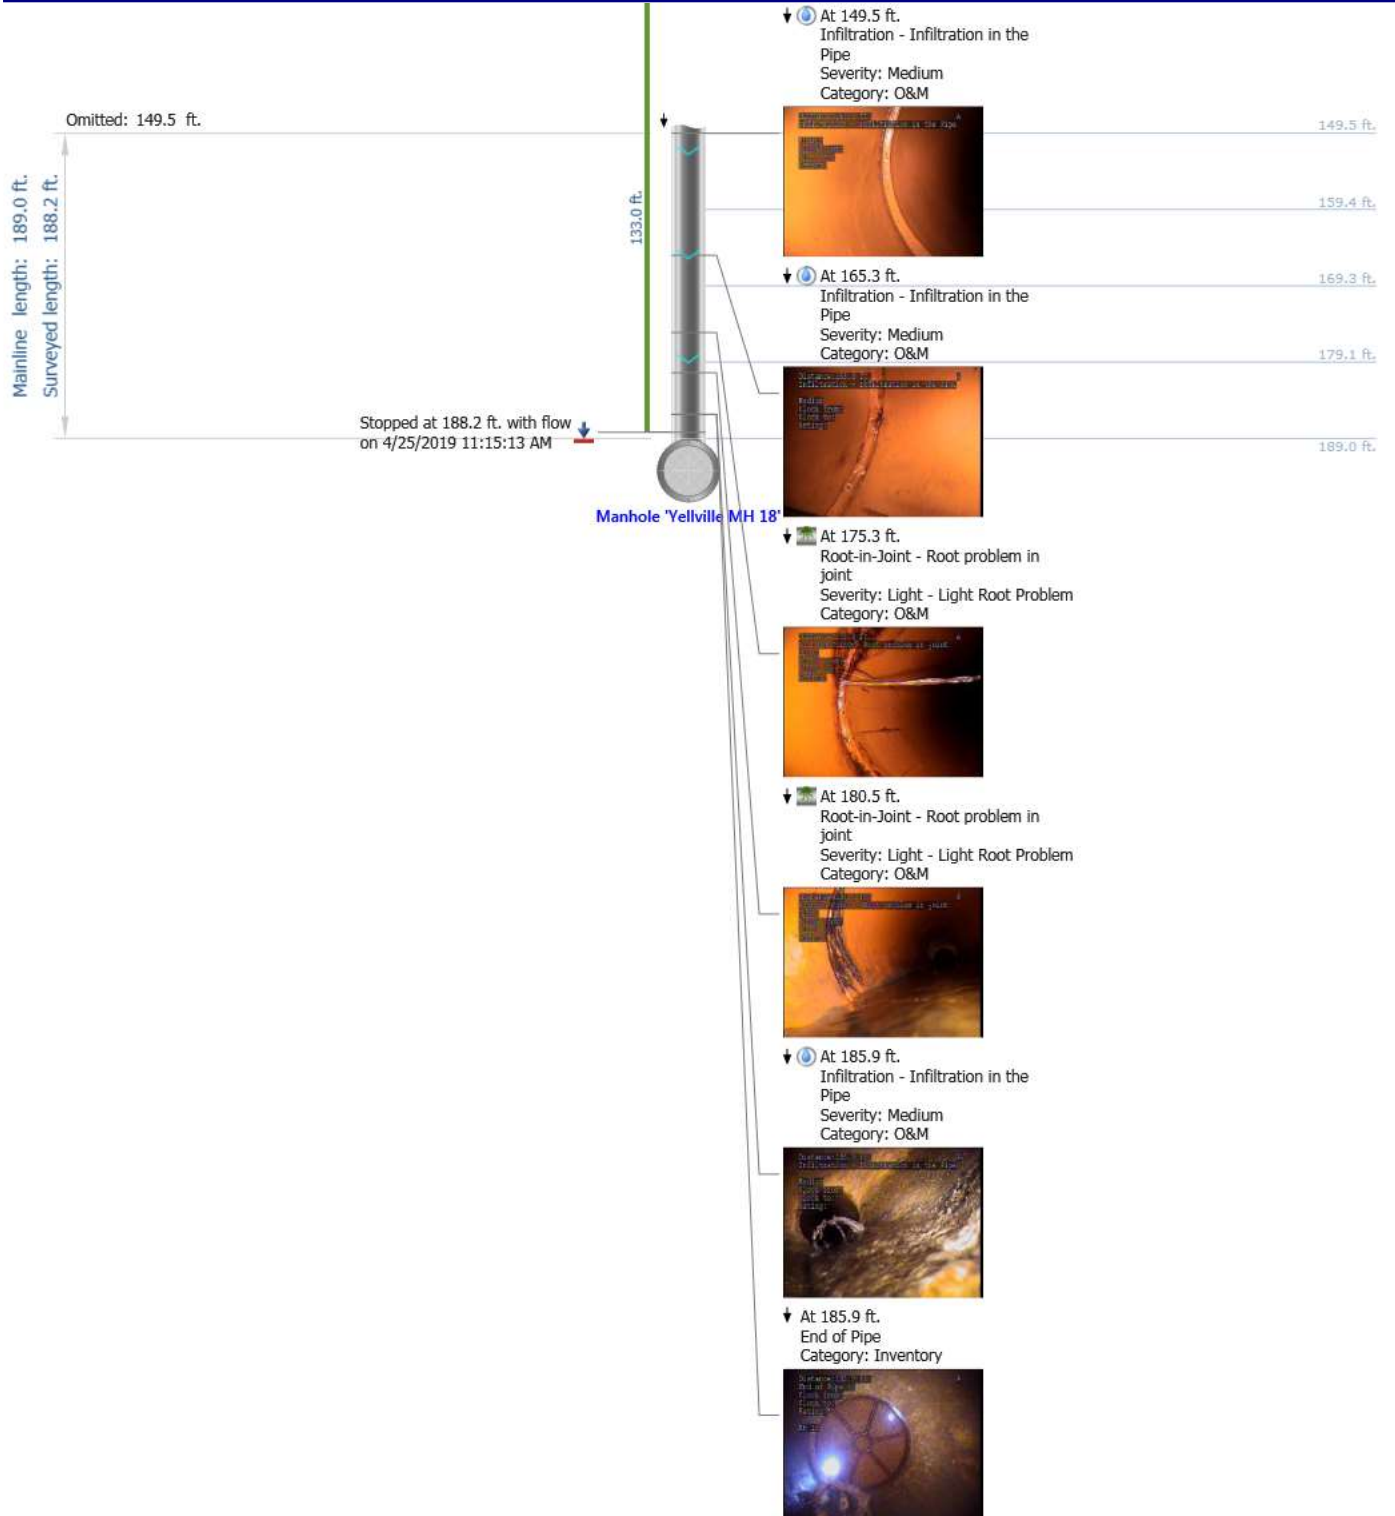 At 149.5 ft.
Infiltration - Infiltration in the
Pipe
Severity: Medium
Category: O&M
Omitted: 149.5 ft.
149.5 ft.
Mainline length: 189.0 ft.
Surveyed length: 188.2 ft.
133.0 ft.
159.4 ft.
At 165.3 ft.
Infiltration - Infiltration in the
Pipe
Severity: Medium
Category: O&M
169.3 ft.
179.1 ft.
Stopped at 188.2 ft. with flow
on 4/25/2019 11:15:13 AM
189.0 ft.
Manhole 'Yellville MH 18'
At 175.3 ft.
Root-in-Joint - Root problem in
joint
Severity: Light - Light Root Problem
Category: O&M
At 180.5 ft.
Root-in-Joint - Root problem in
joint
Severity: Light - Light Root Problem
Category: O&M
At 185.9 ft.
Infiltration - Infiltration in the
Pipe
Severity: Medium
Category: O&M
At 185.9 ft.
End of Pipe
Category: Inventory